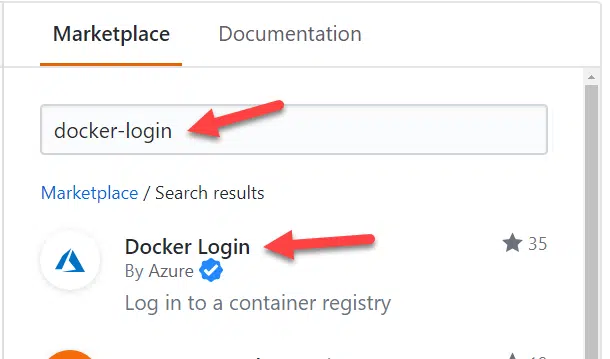 Marketplace Documentation
docker-login
Marketplace / Search results
Docker Login
35
By Azure
Log in to a container registry